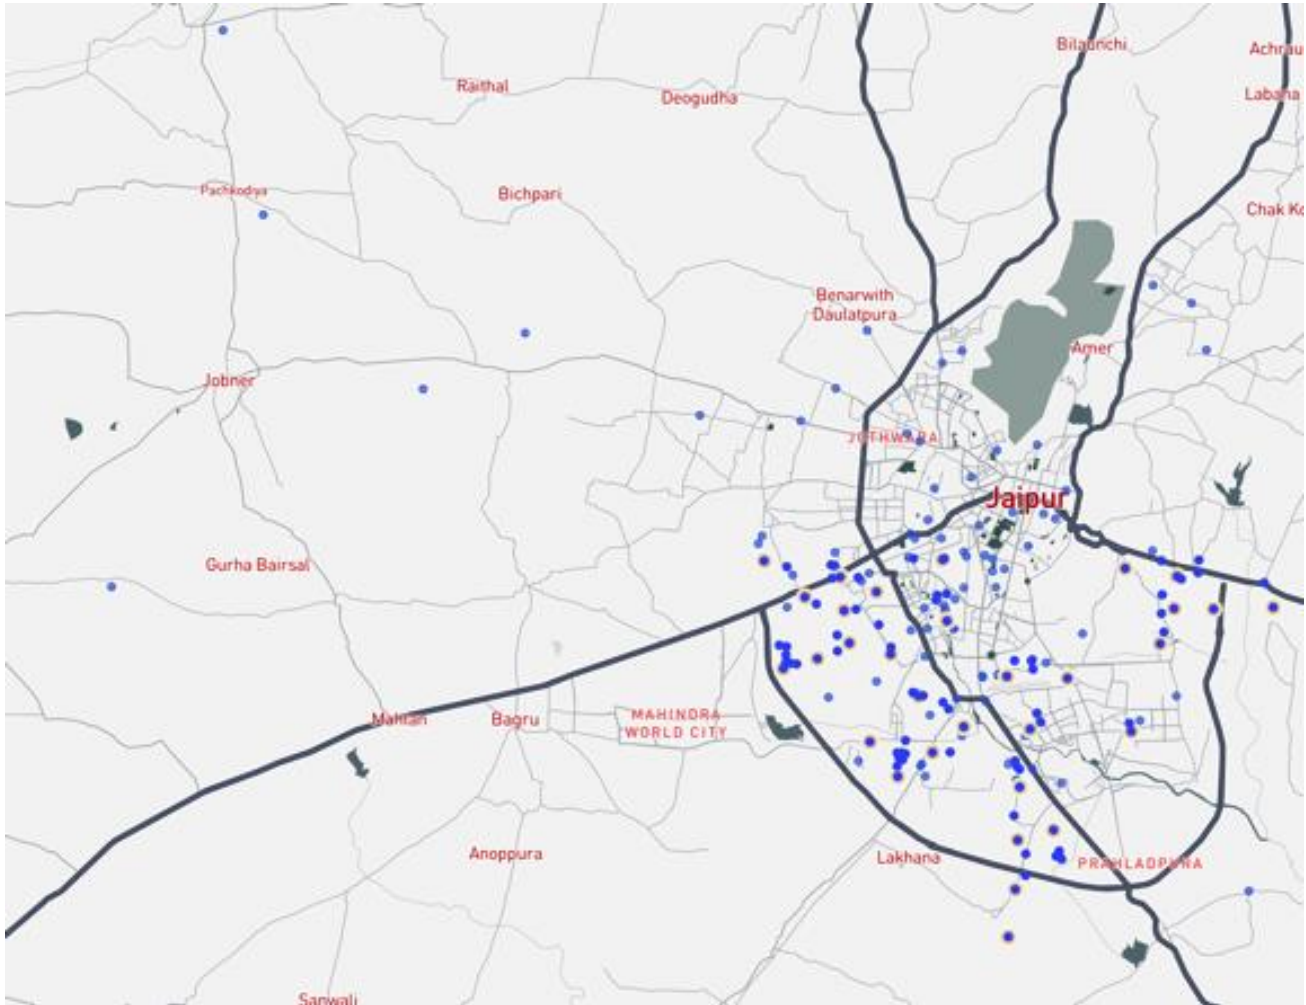 Bilaunchi
Achrau
Raithal
Deogudha
Labana
Pachkodiya
Bichpari
Chak Ko
Benarwith
Daulatpura
Amer
Jobner
JOTHWARA
Jaipur
Gurha Bairsal
Mahlan
Bagru
MAHINDRA
WORLD CITY
Anoppura
Lakhana
PRAHLADPURA
Sanwali